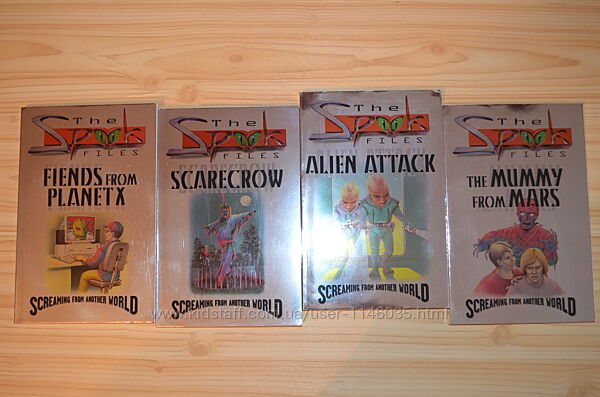 The
Spook
FILES
FIENDS FROM
PLANET X
SCREAMING FROM ANOTHER WORLD
The
Spook
FILES
SCARECROW
SCREAMING FROM ANOTHER WORLD
The
Spook
FILES
ALIEN ATTACK
SCREAMING FROM ANOTHER WORLD
The
Spook
FILES
THE MUMMY
FROM MARS
SCREAMING FROM ANOTHER WORLD
www.kidstaff.com.ua/user-1146035.html